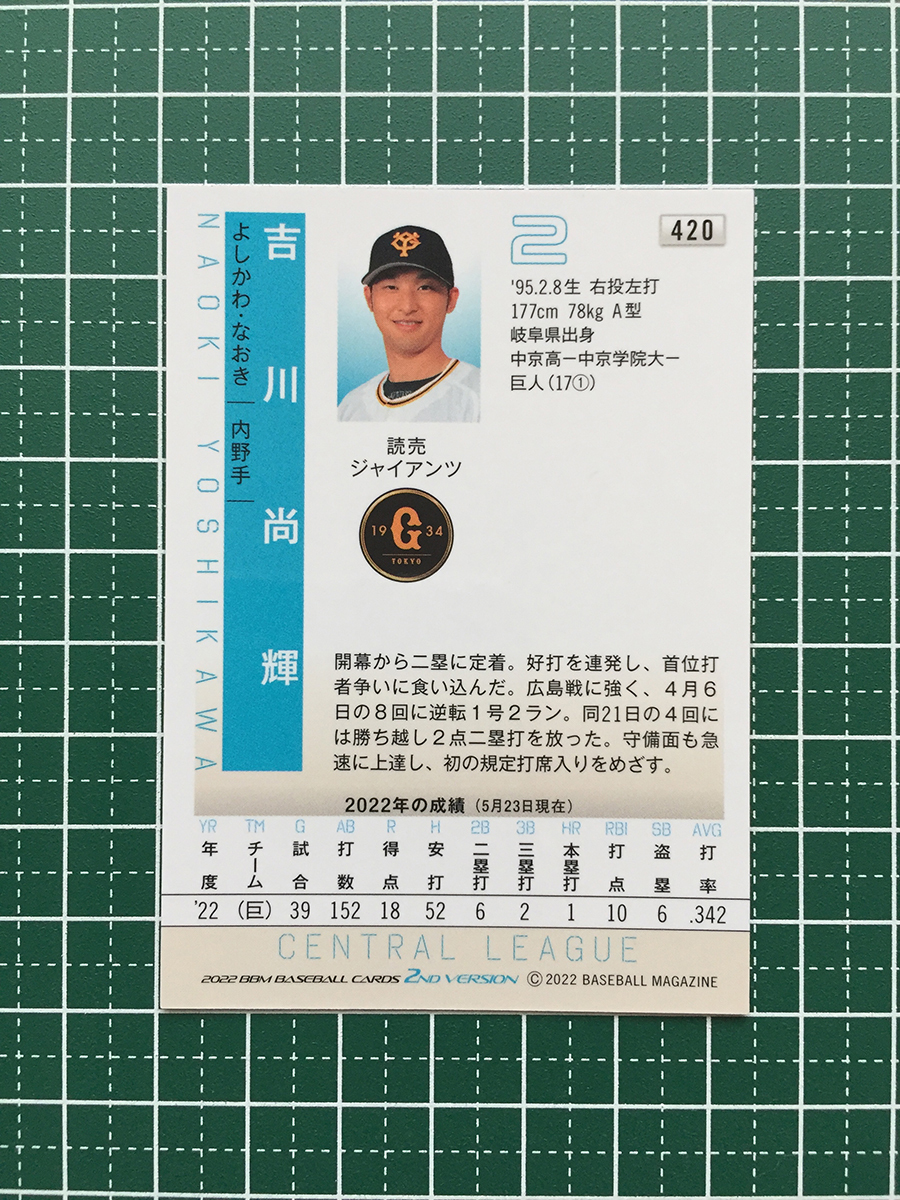 NAOKI YOSHIKAWA
よしかわ・なおき 内野手
吉川尚輝
2
420
'95.2.8生 右投左打
177cm 78kg A型
岐阜県出身
中京高ー中京学院大ー
巨人(17①)
読売
ジャイアンツ
19 G 34
TOKYO
開幕から二塁に定着。好打を連発し、首位打
者争いに食い込んだ。広島戦に強く、4月6
日の8回に逆転1号2ラン。同21日の4回に
は勝ち越し2点二塁打を放った。守備面も急
速に上達し、初の規定打席入りをめざす。
2022年の成績(5月23日現在)
YR TM G AB R H 2B 3B HR RBI SB AVG
年度 チーム 試合 打数 得点 安打 二塁打 三塁打 本塁打 打点 盗塁 打率
'22 (巨) 39 152 18 52 6 2 1 10 6 .342
CENTRAL LEAGUE
2022 BBM BASEBALL CARDS 2ND VERSION ©2022 BASEBALL MAGAZINE